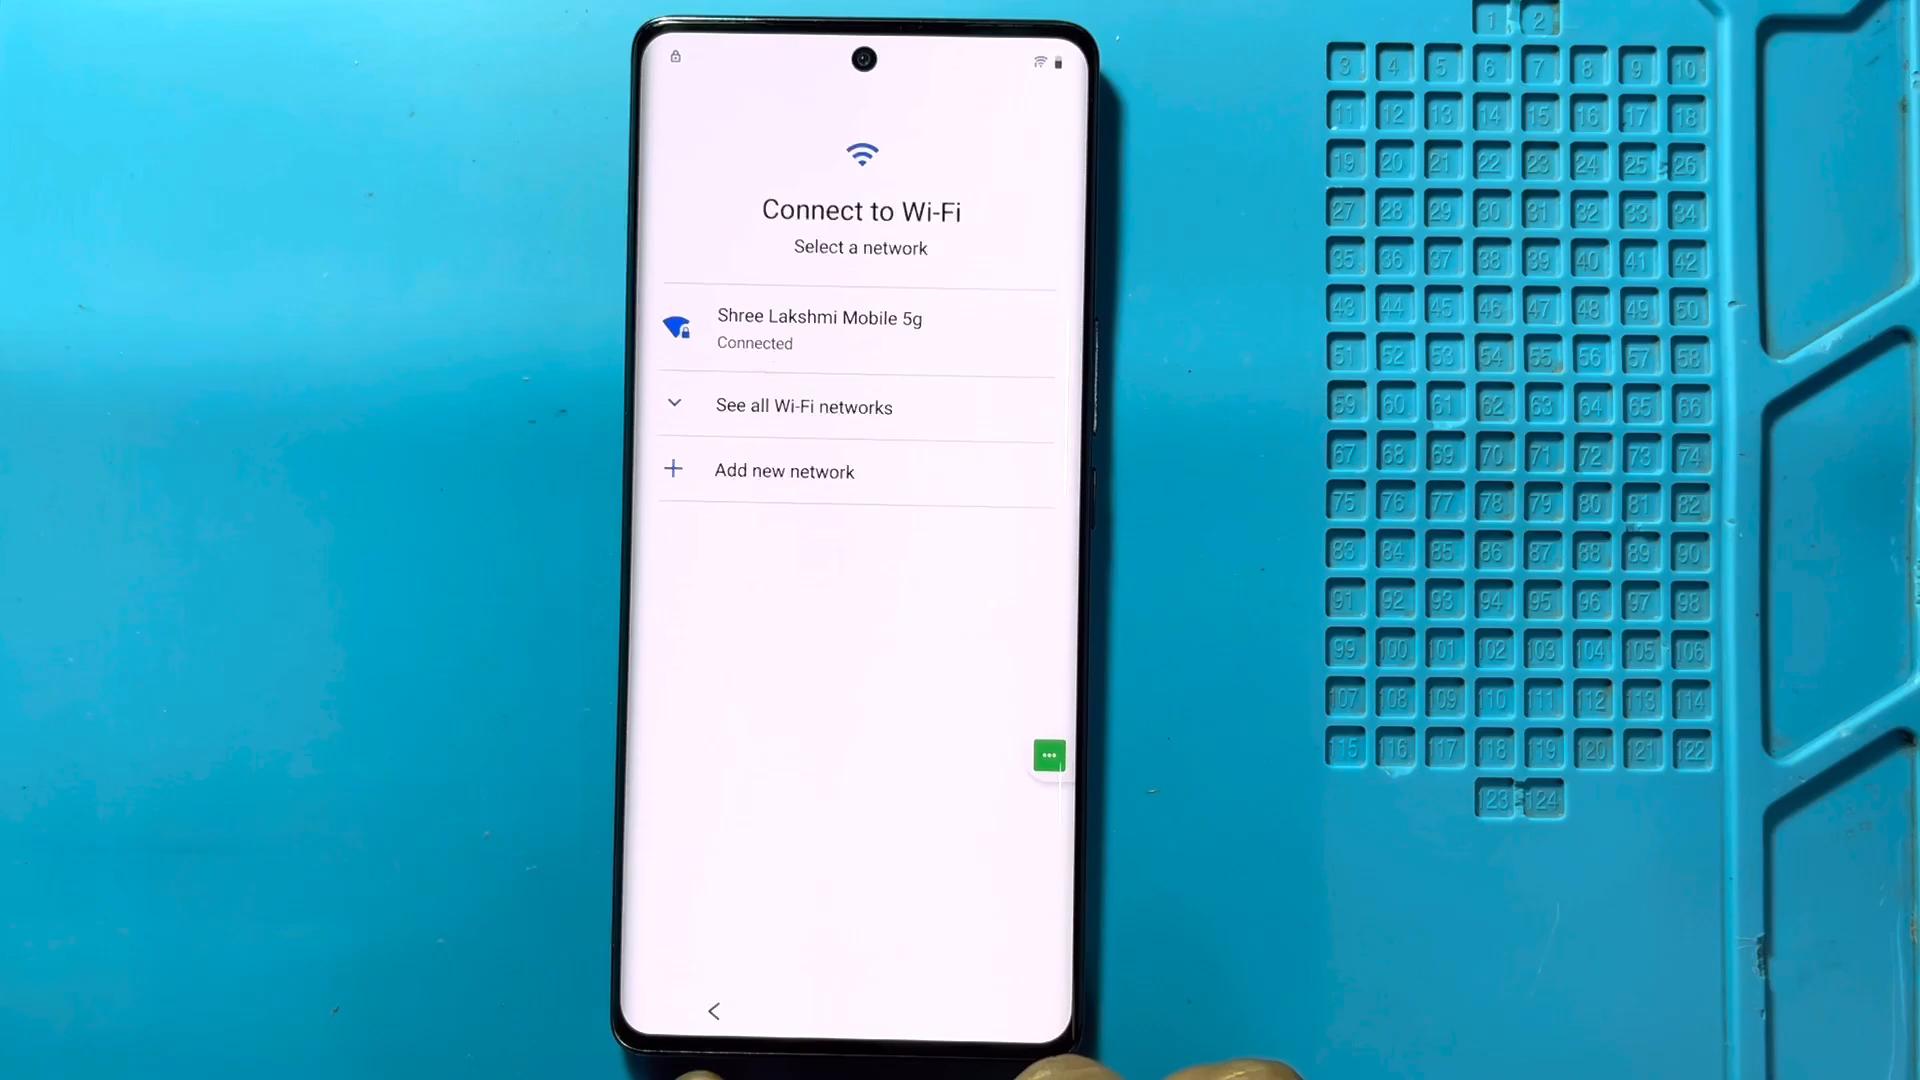 Connect to Wi-Fi
Select a network
Shree Lakshmi Mobile 5g
Connected
See all Wi-Fi networks
Add new network
1 2
3 4 5 6 7 8 9 10
11 12 13 14 15 16 17 18
19 20 21 22 23 24 25 26
27 28 29 30 31 32 33 34
35 36 37 38 39 40 41 42
43 44 45 46 47 48 49 50
51 52 53 54 55 56 57 58
59 60 61 62 63 64 65 66
67 68 69 70 71 72 73 74
75 76 77 78 79 80 81 82
83 84 85 86 87 88 89 90
91 92 93 94 95 96 97 98
99 100 101 102 103 104 105 106
107 108 109 110 111 112 113 114
115 116 117 118 119 120 121 122
123 124